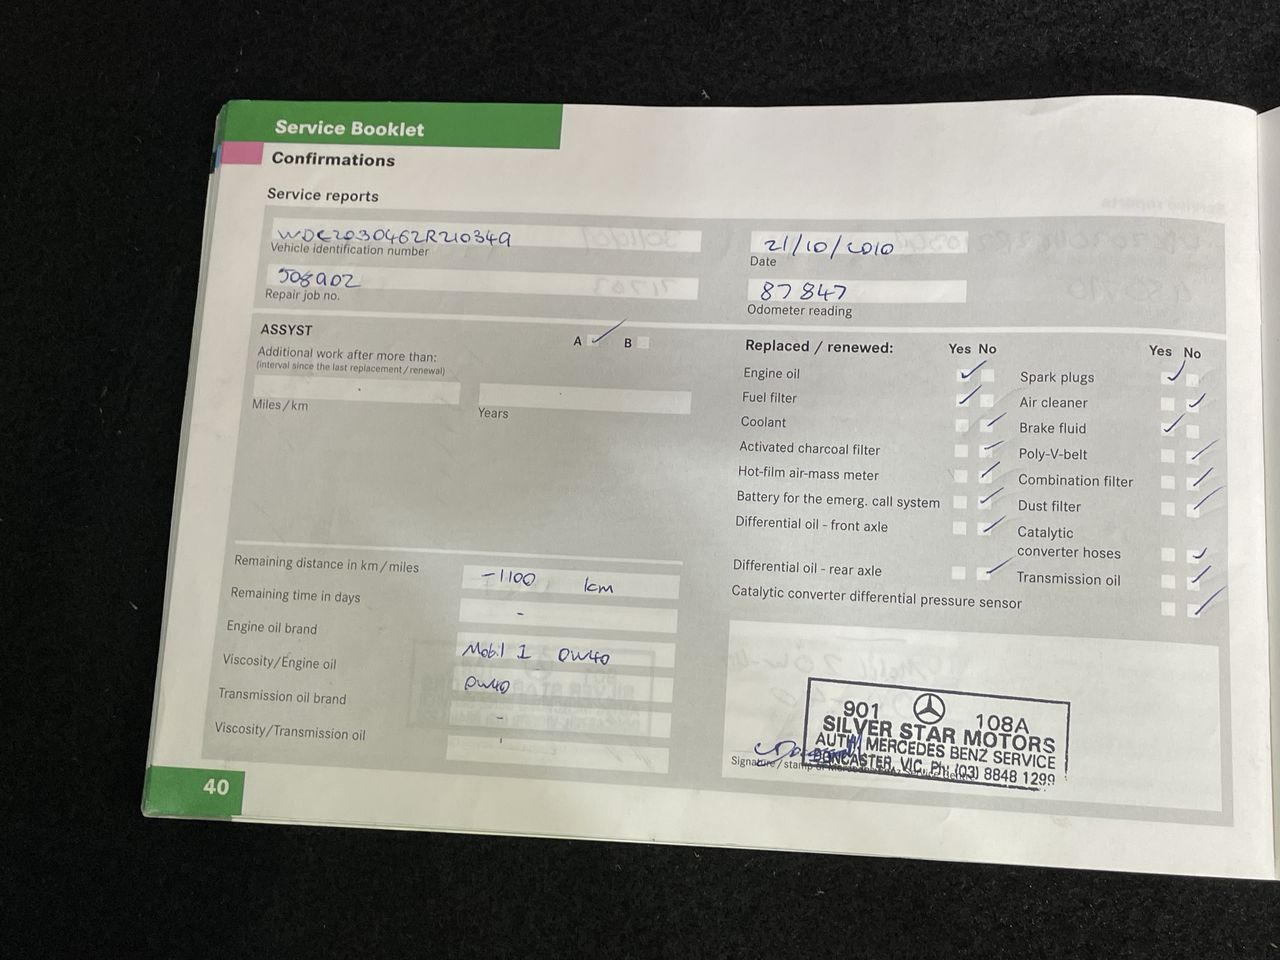 Service Booklet
Confirmations
Service reports
WDC2030462R210349
Vehicle identification number
21/10/2010
Date
508902
Repair job no.
87847
Odometer reading
ASSYST
A
B
Additional work after more than:
(interval since the last replacement / renewal)
Miles/km
Years
Replaced / renewed:
Yes No
Yes No
Engine oil
Spark plugs
Fuel filter
Air cleaner
Coolant
Brake fluid
Activated charcoal filter
Poly-V-belt
Hot-film air-mass meter
Combination filter
Battery for the emerg. call system
Dust filter
Differential oil - front axle
Catalytic
converter hoses
Differential oil - rear axle
Transmission oil
Catalytic converter differential pressure sensor
Remaining distance in km/miles
-1100 km
Remaining time in days
-
Engine oil brand
Mobil 1 0W40
Viscosity/Engine oil
0W40
Transmission oil brand
-
Viscosity/Transmission oil
901 108A
SILVER STAR MOTORS
AUTH MERCEDES BENZ SERVICE
DONCASTER, VIC. Ph: (03) 8848 1299
Signature/stamp of
40